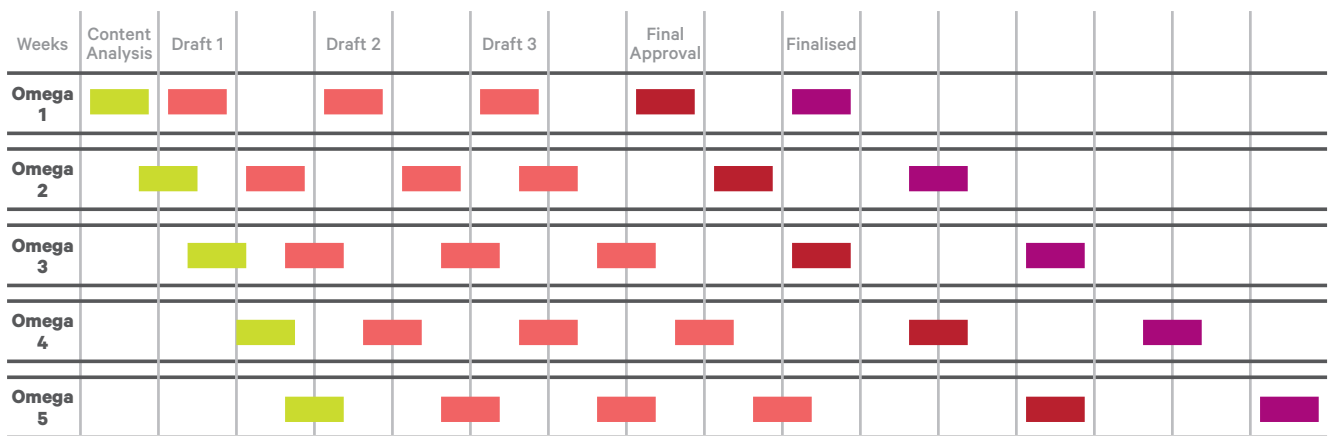 Weeks
Content
Analysis
Draft 1
Draft 2
Draft 3
Final
Approval
Finalised
Omega
1
Omega
2
Omega
3
Omega
4
Omega
5